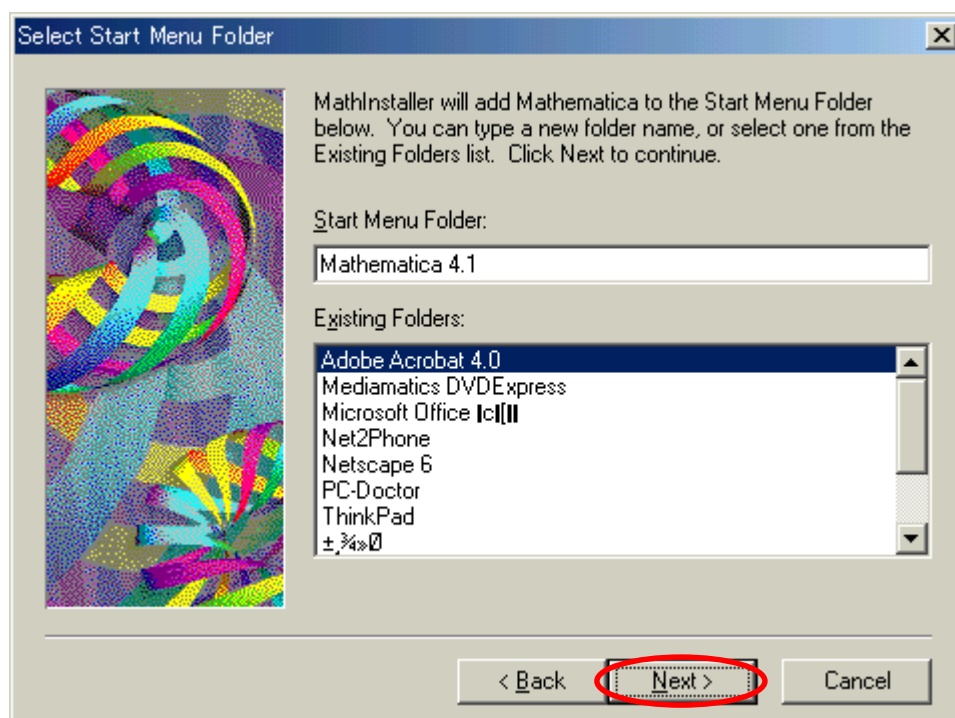 Select Start Menu Folder
MathInstaller will add Mathematica to the Start Menu Folder
below. You can type a new folder name, or select one from the
Existing Folders list. Click Next to continue.
Start Menu Folder:
Mathematica 4.1
Existing Folders:
Adobe Acrobat 4.0
Mediamatics DVDExpress
Microsoft Office
Net2Phone
Netscape 6
PC-Doctor
ThinkPad
< Back
Next >
Cancel